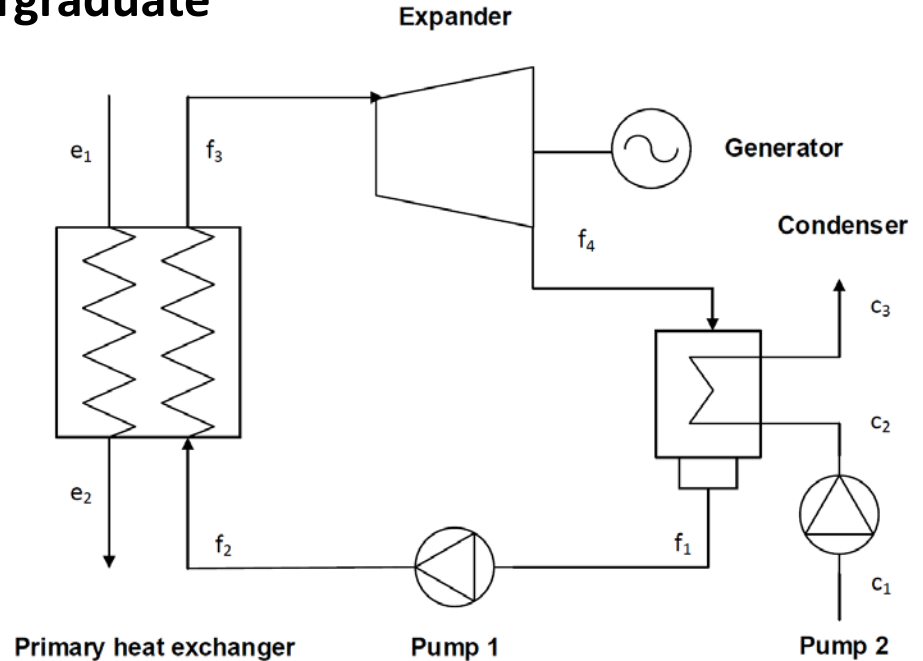 rgraduate
Expander
e1
f3
Generator
Condenser
f4
c3
c2
e2
f2
f1
c1
Primary heat exchanger
Pump 1
Pump 2